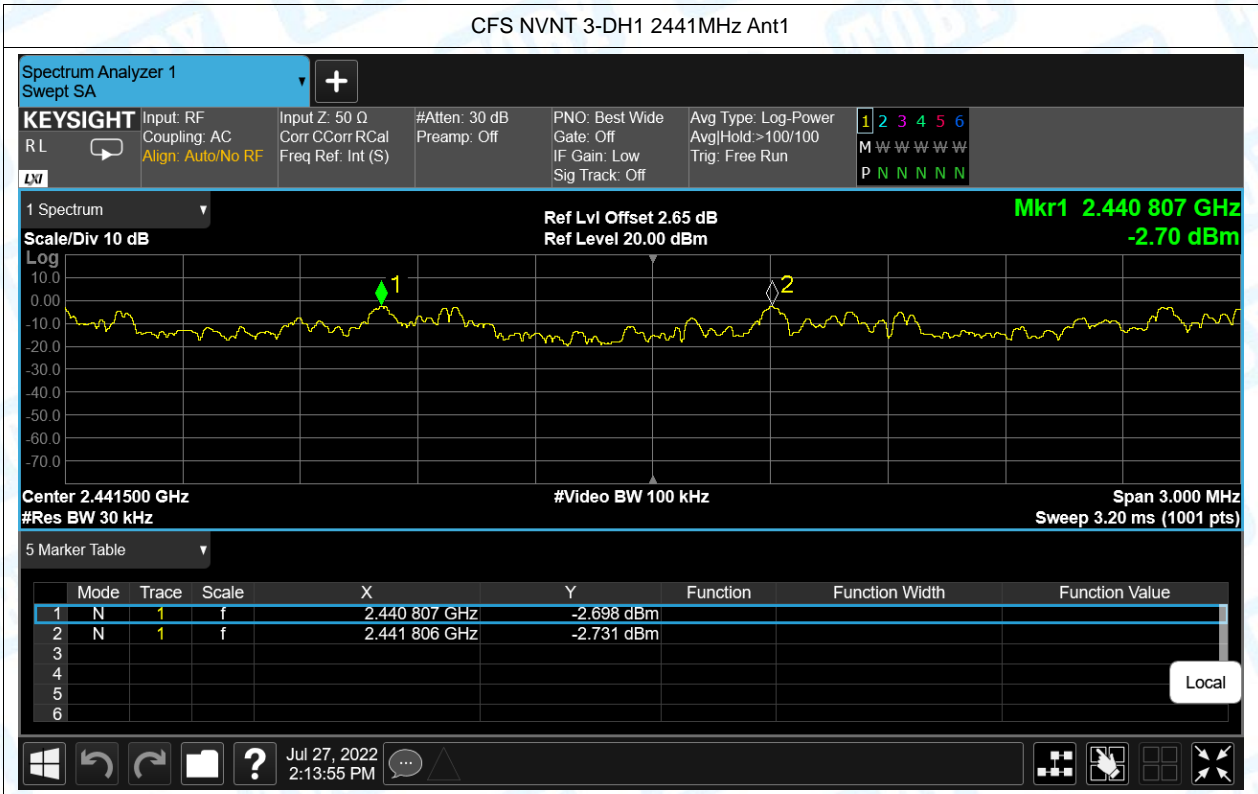 CFS NVNT 3-DH1 2441MHz Ant1
Spectrum Analyzer 1
Swept SA
KEYSIGHT
RL
LXI
Input: RF
Coupling: AC
Align: Auto/No RF
Input Z: 50 Ω
Corr CCorr RCal
Freq Ref: Int (S)
#Atten: 30 dB
Preamp: Off
PNO: Best Wide
Gate: Off
IF Gain: Low
Sig Track: Off
Avg Type: Log-Power
Avg|Hold:>100/100
Trig: Free Run
1 2 3 4 5 6
M W W W W W W
P N N N N N
1 Spectrum
Scale/Div 10 dB
Ref Lvl Offset 2.65 dB
Ref Level 20.00 dBm
Mkr1 2.440 807 GHz
-2.70 dBm
Log
10.0
0.00
-10.0
-20.0
-30.0
-40.0
-50.0
-60.0
-70.0
1
2
Center 2.441500 GHz
#Video BW 100 kHz
Span 3.000 MHz
#Res BW 30 kHz
Sweep 3.20 ms (1001 pts)
5 Marker Table
Mode Trace Scale X Y Function Function Width Function Value
1 N 1 f 2.440 807 GHz -2.698 dBm
2 N 1 f 2.441 806 GHz -2.731 dBm
3
4
5
6
Local
?
Jul 27, 2022
2:13:55 PM